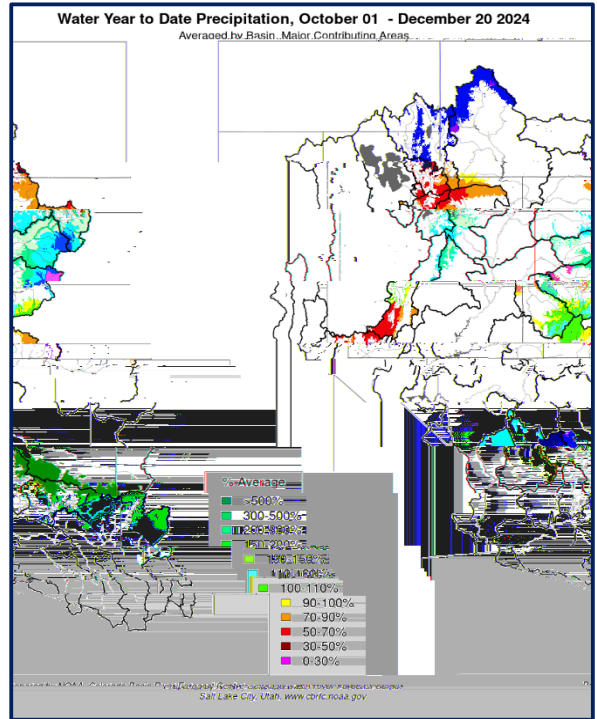 Water Year to Date Precipitation, October 01 - December 20 2024
Averaged by Basin, Major Contributing Areas
% Average
>500%
300-500%
100-110%
90-100%
70-90%
50-70%
30-50%
0-30%
Salt Lake City, Utah, www.cbrfc.noaa.gov